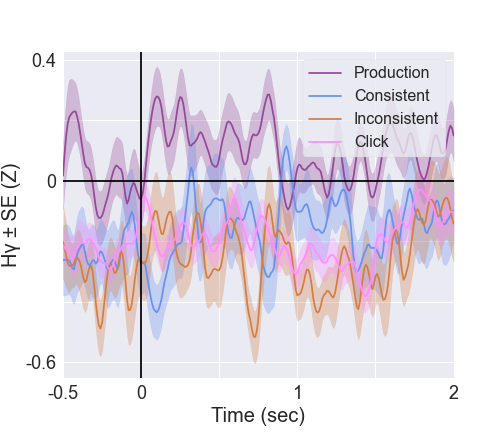 0.4
Production
Consistent
Inconsistent
Click
0
-0.6
Hγ ± SE (Z)
-0.5
0
1
2
Time (sec)